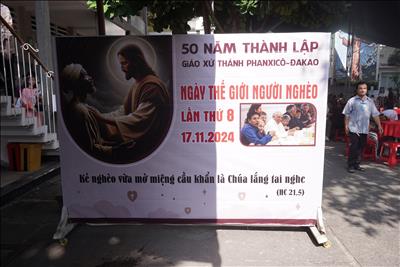 50 NĂM THÀNH LẬP
GIÁO XỨ THÁNH PHANXICÔ-ĐAKAO
NGÀY THẾ GIỚI NGƯỜI NGHÈO
LẦN THỨ 8
17.11.2024
Kẻ nghèo vừa mở miệng cầu khẩn là Chúa lắng tai nghe
(HC 21,5)